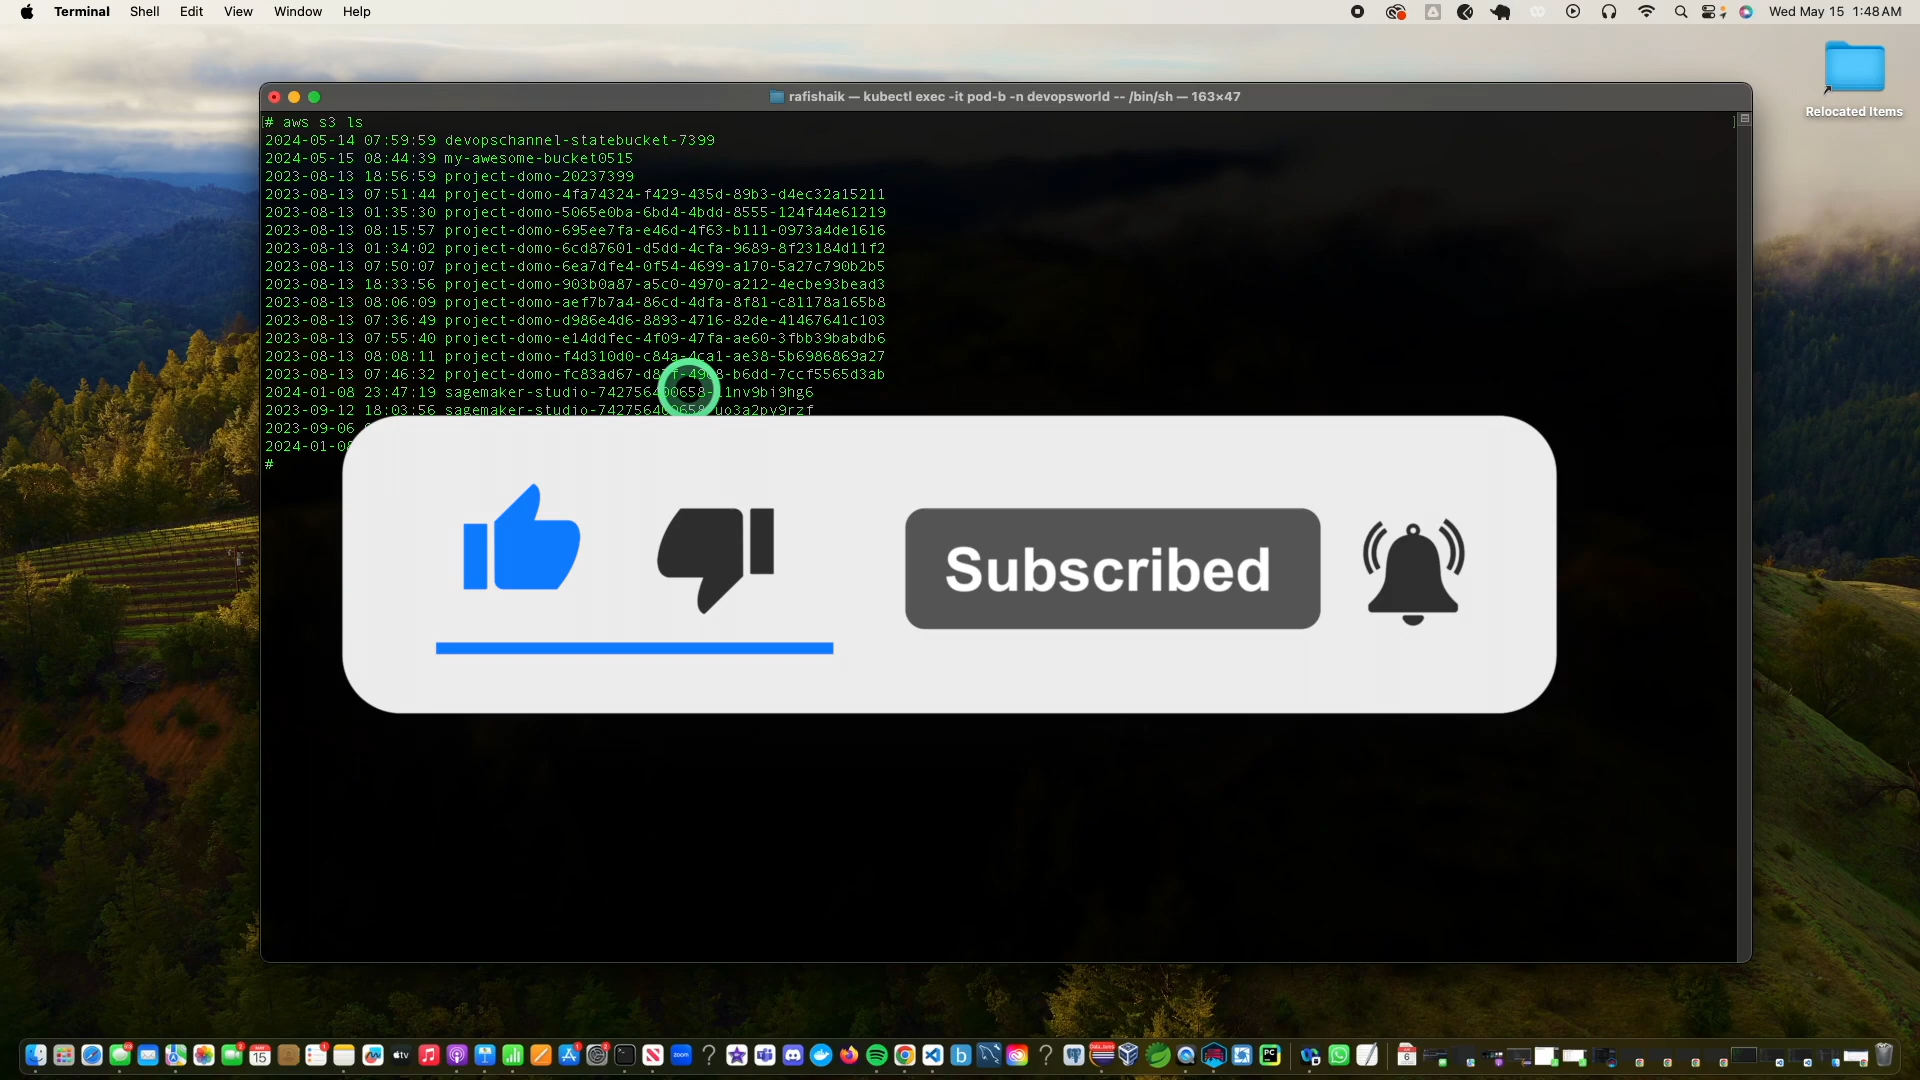 Terminal Shell Edit View Window Help Wed May 15 1:48 AM
Relocated Items
rafishaik — kubectl exec -it pod-b -n devopsworld -- /bin/sh — 163×47
# aws s3 ls
2024-05-14 07:59:59 devopschannel-statebucket-7399
2024-05-15 08:44:39 my-awesome-bucket0515
2023-08-13 18:56:59 project-domo-20237399
2023-08-13 07:51:44 project-domo-4fa74324-f429-435d-89b3-d4ec32a15211
2023-08-13 01:35:30 project-domo-5065e0ba-6bd4-4bdd-8555-124f44e61219
2023-08-13 08:15:57 project-domo-695ee7fa-e46d-4f63-b111-0973a4de1616
2023-08-13 01:34:02 project-domo-6cd87601-d5dd-4cfa-9689-8f23184d11f2
2023-08-13 07:50:07 project-domo-6ea7dfe4-0f54-4699-a170-5a27c790b2b5
2023-08-13 18:33:56 project-domo-903b0a87-a5c0-4970-a212-4ecbe93bead3
2023-08-13 08:06:09 project-domo-aef7b7a4-86cd-4dfa-8f81-c81178a165b8
2023-08-13 07:36:49 project-domo-d986e4d6-8893-4716-82de-41467641c103
2023-08-13 07:55:40 project-domo-e14ddfec-4f09-47fa-ae60-3fbb39babdb6
2023-08-13 08:08:11 project-domo-f4d310d0-c84a-4ca1-ae38-5b6986869a27
2023-08-13 07:46:32
2024-01-08 23:47:19
2023-09-12 18:03:56
2023-09-06
2024-01-08
#
Subscribed